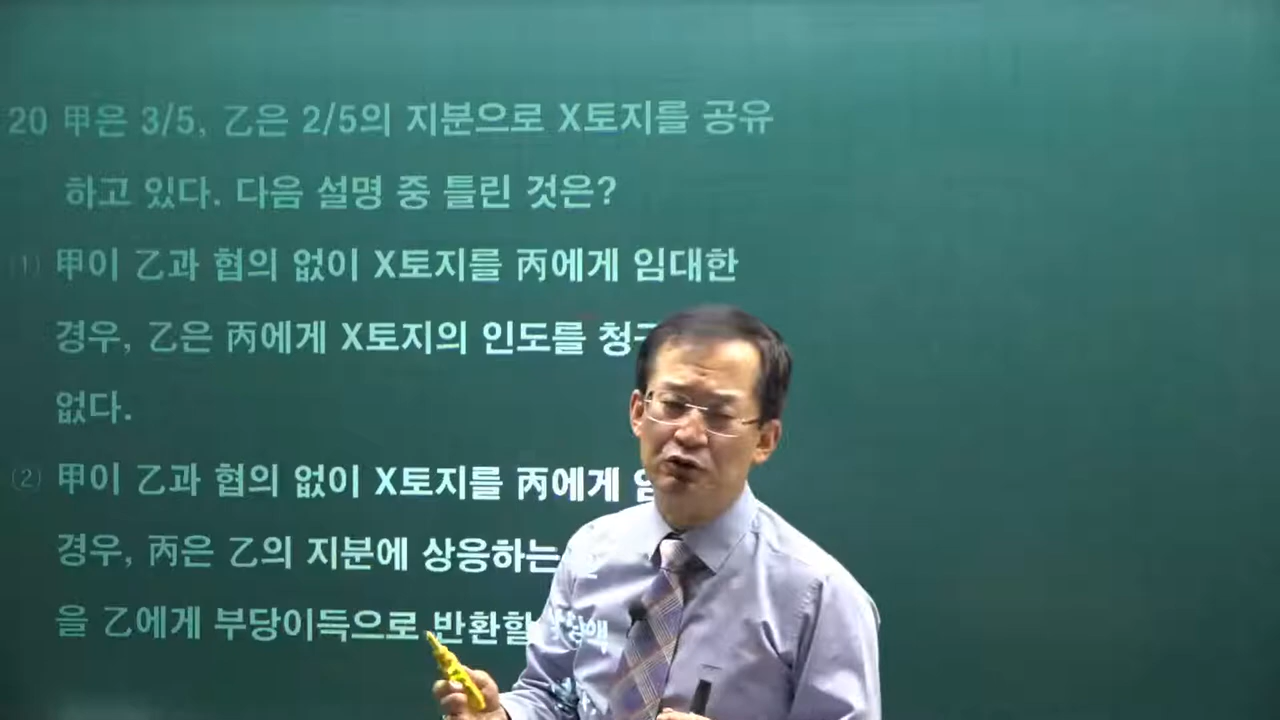 20 甲은 3/5, 乙은 2/5의 지분으로 X토지를 공유
하고 있다. 다음 설명 중 틀린 것은?
(1) 甲이 乙과 협의 없이 X토지를 丙에게 임대한
경우, 乙은 丙에게 X토지의 인도를
없다.
(2) 甲이 乙과 협의 없이 X토지를 丙에게
경우, 丙은 乙의 지분에 상응하는
을 乙에게 부당이득으로 반환할